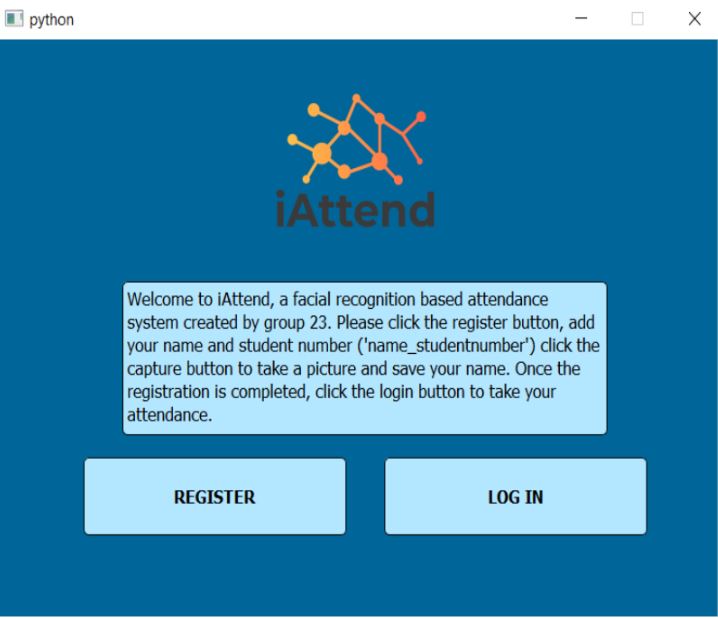 python
iAttend
Welcome to iAttend, a facial recognition based attendance
system created by group 23. Please click the register button, add
your name and student number ('name_studentnumber') click the
capture button to take a picture and save your name. Once the
registration is completed, click the login button to take your
attendance.
REGISTER
LOG IN